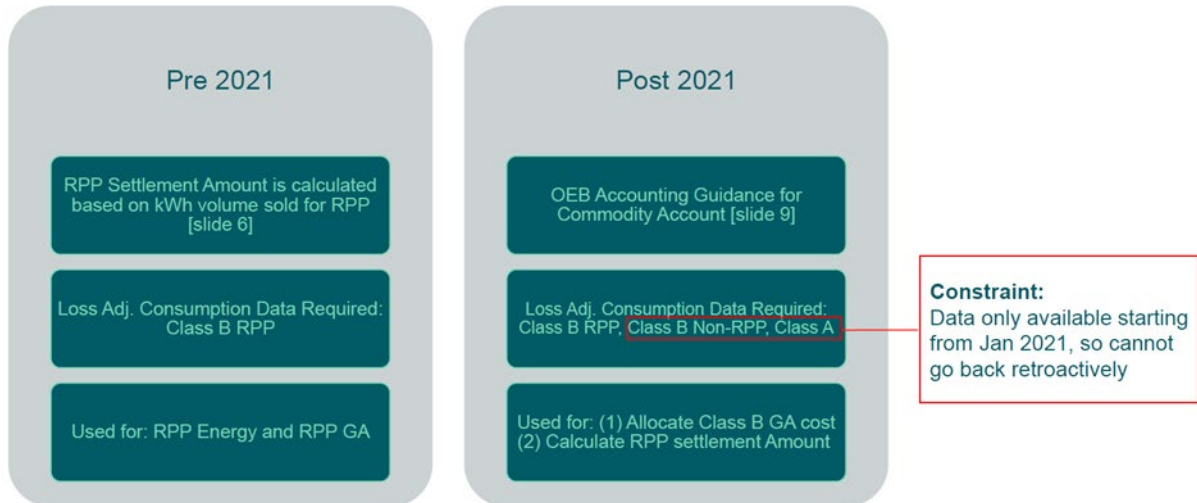 Pre 2021
RPP Settlement Amount is calculated
based on kWh volume sold for RPP
[slide 6]
Loss Adj. Consumption Data Required:
Class B RPP
Used for: RPP Energy and RPP GA
Post 2021
OEB Accounting Guidance for
Commodity Account [slide 9]
Loss Adj. Consumption Data Required:
Class B RPP, Class B Non-RPP, Class A
Used for: (1) Allocate Class B GA cost
(2) Calculate RPP settlement Amount
Constraint:
Data only available starting
from Jan 2021, so cannot
go back retroactively